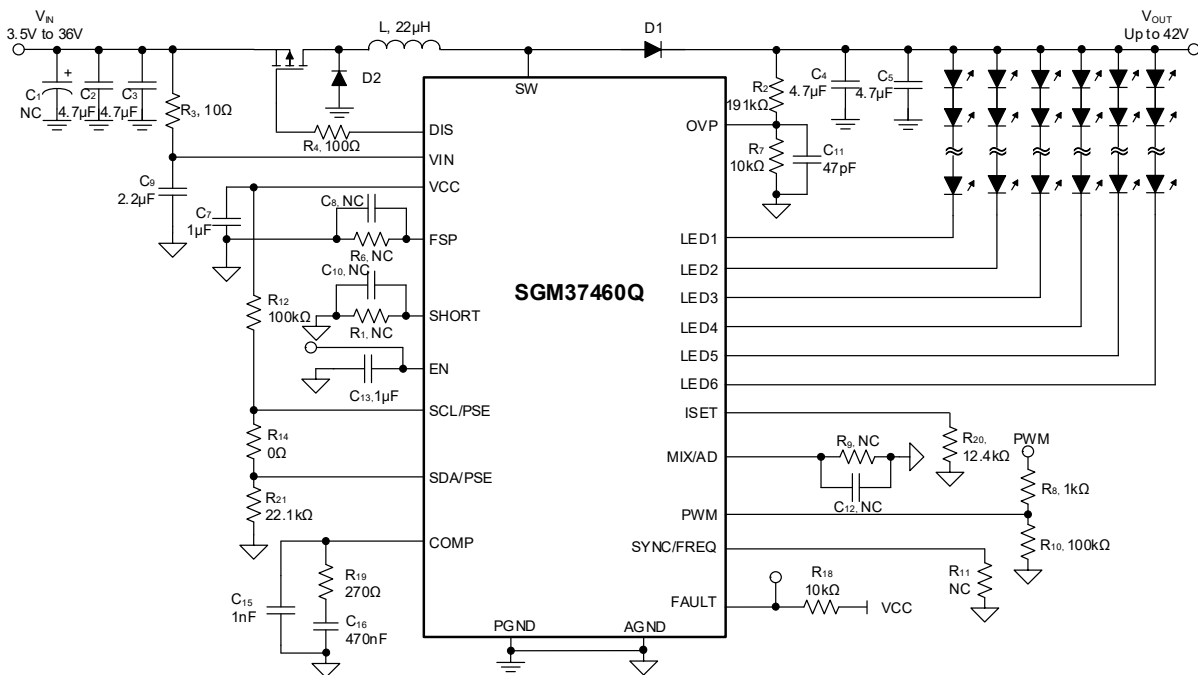 VIN
3.5V to 36V
L, 22μH
D1
VOUT
Up to 42V
D2
SW
+
C1
NC
C2
4.7μF
C3
4.7μF
R3, 10Ω
R2
191kΩ
C4
4.7μF
C5
4.7μF
DIS
R4, 100Ω
OVP
VIN
R7
10kΩ
C11
47pF
C9
2.2μF
VCC
C7
1μF
C8, NC
FSP
R6, NC
LED1
C10, NC
LED2
SGM37460Q
R12
100kΩ
SHORT
R1, NC
LED3
LED4
EN
C13, 1μF
LED5
LED6
SCL/PSE
ISET
R14
0Ω
R20,
12.4kΩ
R9, NC
MIX/AD
PWM
SDA/PSE
R21
22.1kΩ
C12, NC
R8, 1kΩ
PWM
COMP
SYNC/FREQ
R10, 100kΩ
R19
270Ω
R11
NC
R18
10kΩ
C15
1nF
FAULT
VCC
C16
470nF
PGND
AGND